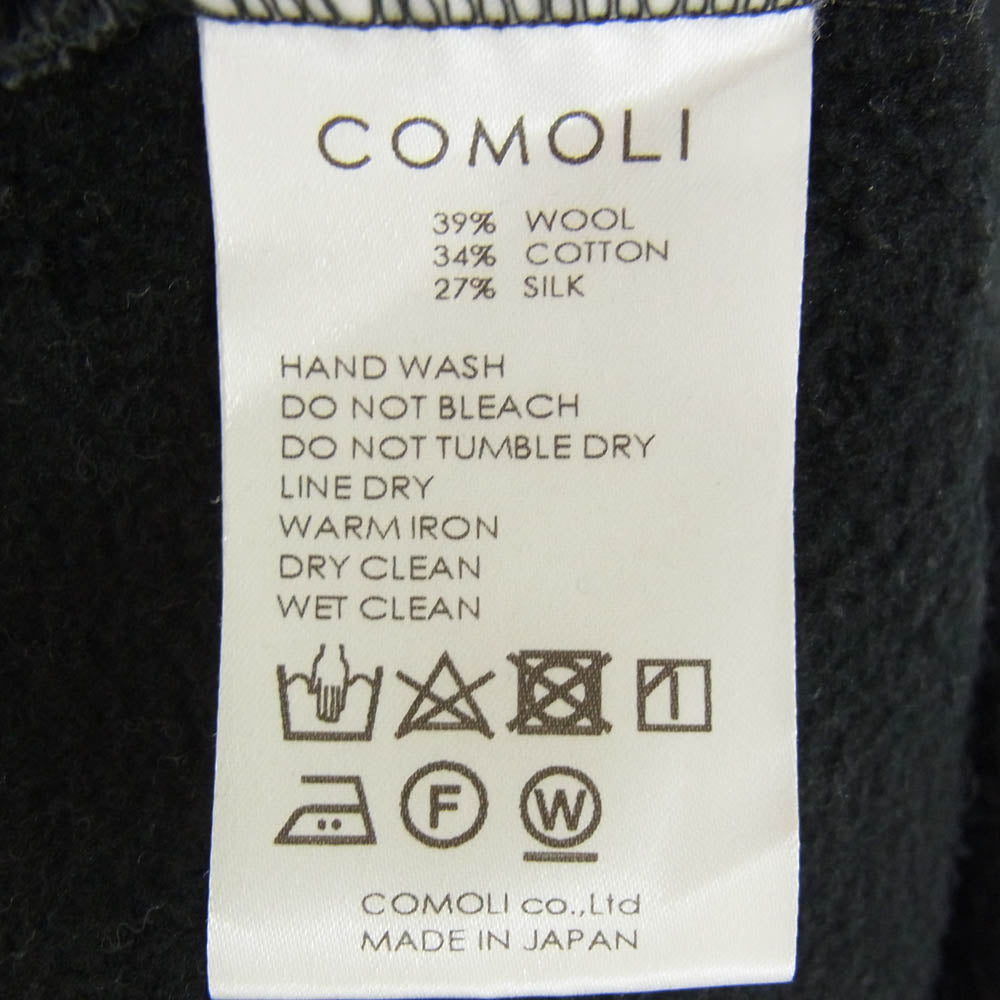 COMOLI
39% WOOL
34% COTTON
27% SILK
HAND WASH
DO NOT BLEACH
DO NOT TUMBLE DRY
LINE DRY
WARM IRON
DRY CLEAN
WET CLEAN
F W
COMOLI co.,Ltd
MADE IN JAPAN